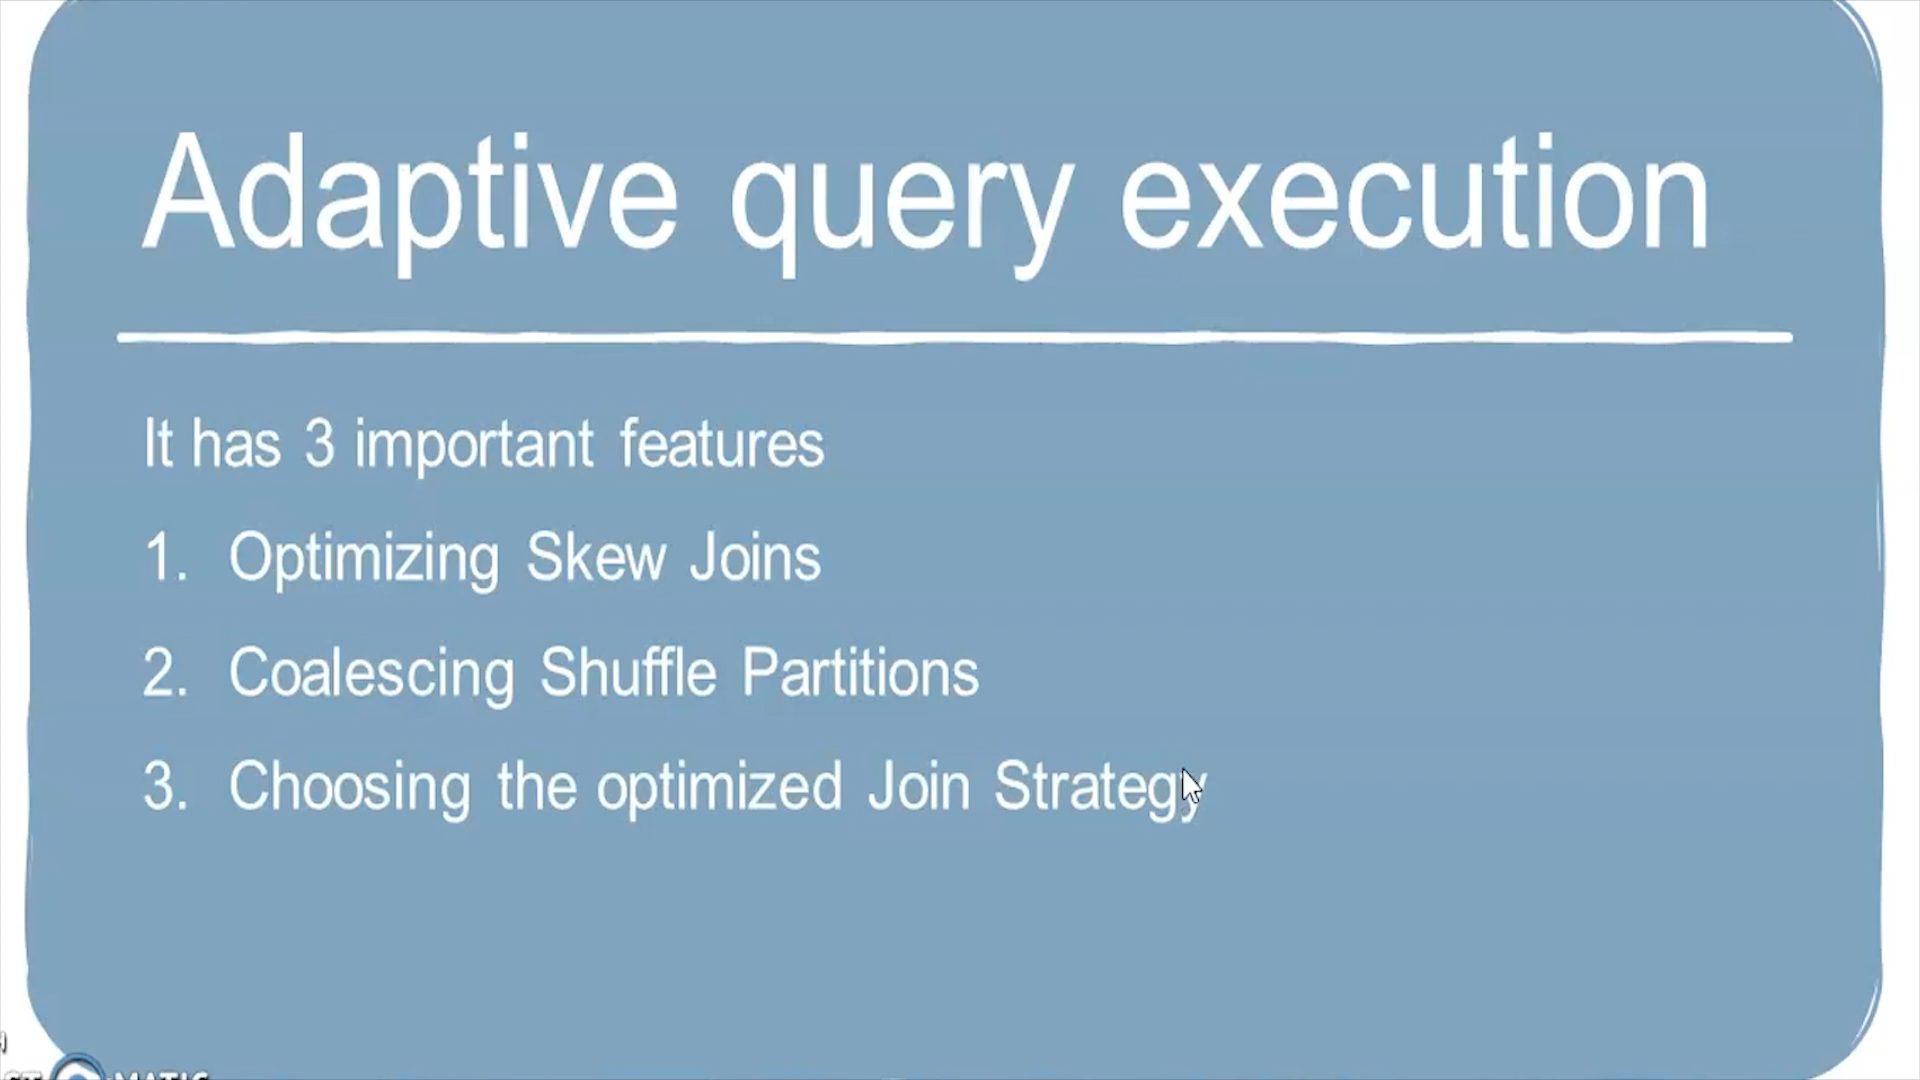 Adaptive query execution
It has 3 important features
1. Optimizing Skew Joins
2. Coalescing Shuffle Partitions
3. Choosing the optimized Join Strategy